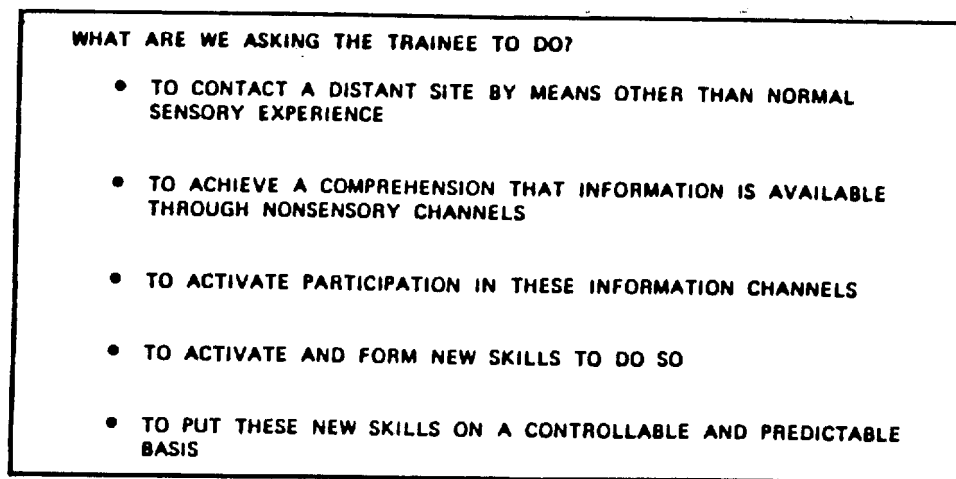 WHAT ARE WE ASKING THE TRAINEE TO DO?
• TO CONTACT A DISTANT SITE BY MEANS OTHER THAN NORMAL
SENSORY EXPERIENCE
• TO ACHIEVE A COMPREHENSION THAT INFORMATION IS AVAILABLE
THROUGH NONSENSORY CHANNELS
• TO ACTIVATE PARTICIPATION IN THESE INFORMATION CHANNELS
• TO ACTIVATE AND FORM NEW SKILLS TO DO SO
• TO PUT THESE NEW SKILLS ON A CONTROLLABLE AND PREDICTABLE
BASIS